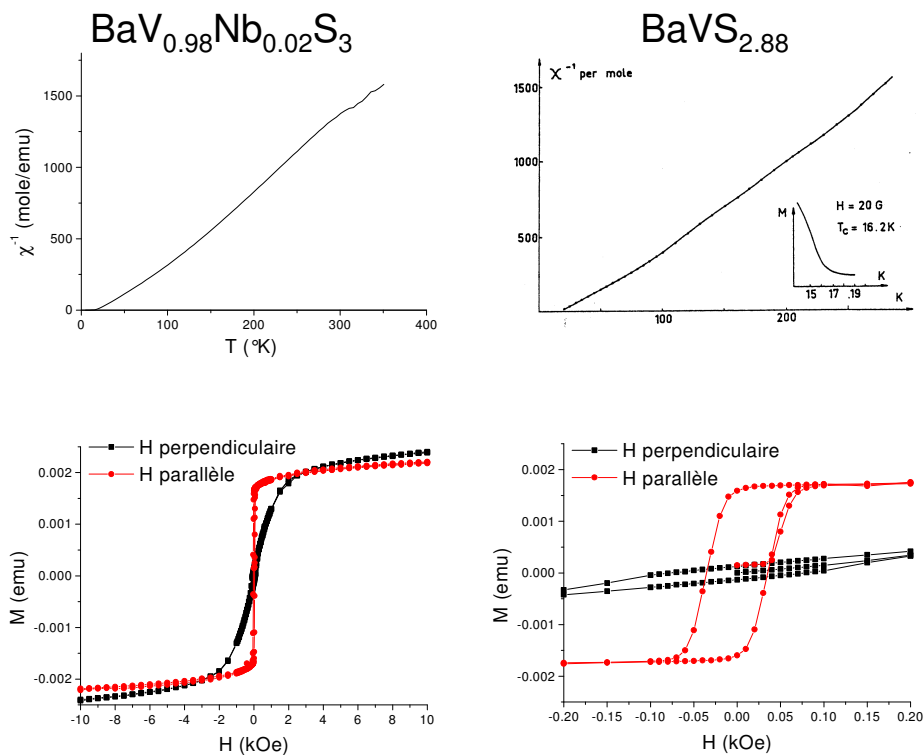 BaV0.98Nb0.02S3
BaVS2.88
1500
1000
500
0
χ⁻¹ (mole/emu)
0
100
200
300
400
T (°K)
χ⁻¹ per mole
1500
1000
500
M
H = 20 G
Tc = 16.2 K
K
15
17
.19
K
100
200
H perpendiculaire
H parallèle
0.002
0.001
0.000
-0.001
-0.002
M (emu)
-10
-8
-6
-4
-2
0
2
4
6
8
10
H (kOe)
H perpendiculaire
H parallèle
0.002
0.001
0.000
-0.001
-0.002
M (emu)
-0.20
-0.15
-0.10
-0.05
0.00
0.05
0.10
0.15
0.20
H (kOe)